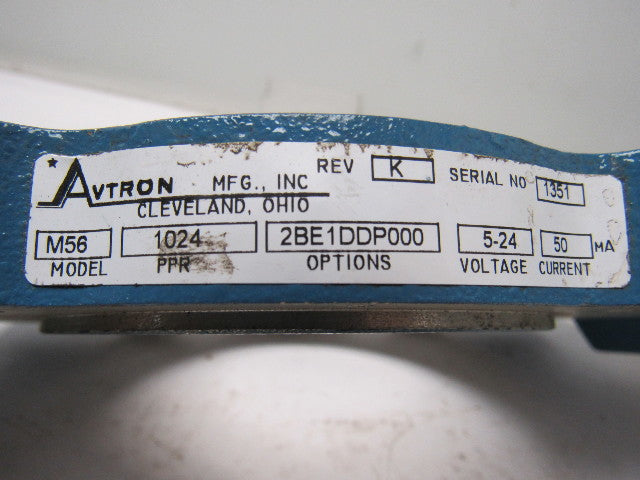 AVTRON MFG., INC REV K SERIAL NO 1351
CLEVELAND, OHIO
M56 1024 2BE1DDP000 5-24 50 MA
MODEL PPR OPTIONS VOLTAGE CURRENT